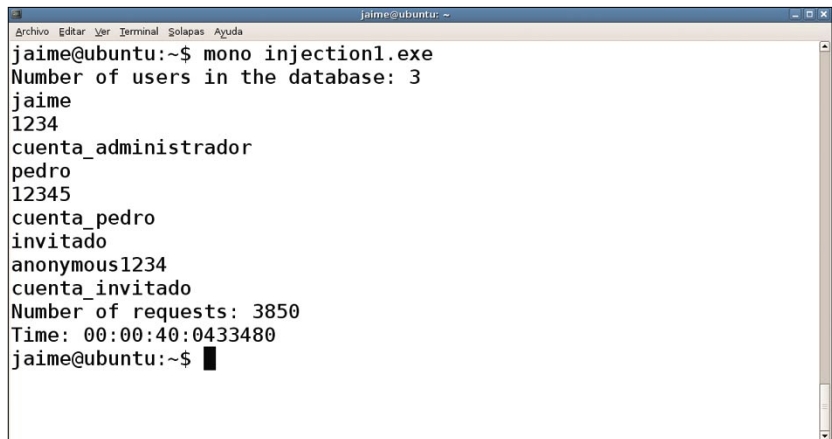 jaime@ubuntu: ~
Archivo Editar Ver Terminal Solapas Ayuda
jaime@ubuntu:~$ mono injection1.exe
Number of users in the database: 3
jaime
1234
cuenta_administrador
pedro
12345
cuenta_pedro
invitado
anonymous1234
cuenta_invitado
Number of requests: 3850
Time: 00:00:40:0433480
jaime@ubuntu:~$